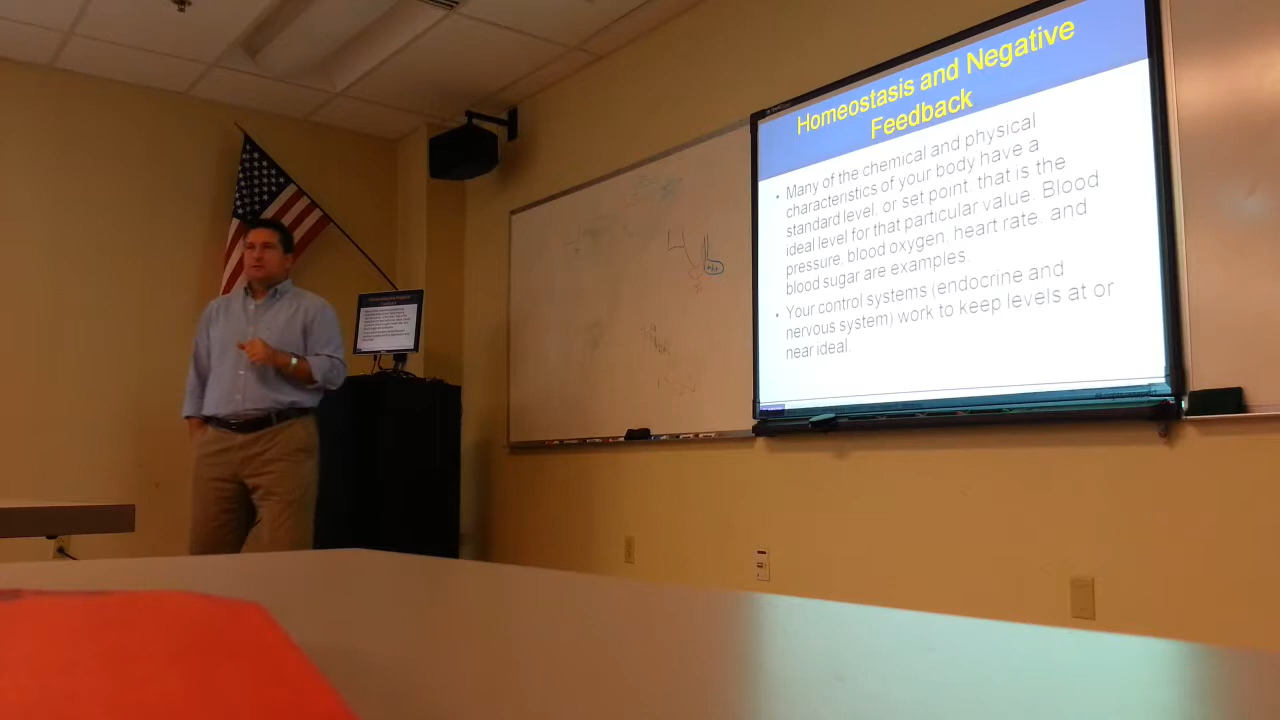 Homeostasis and Negative
Feedback
• Many of the chemical and physical
characteristics of your body have a
standard level, or set point, that is the
ideal level for that particular value. Blood
pressure, blood oxygen, heart rate, and
blood sugar are examples.
• Your control systems (endocrine and
nervous system) work to keep levels at or
near ideal.